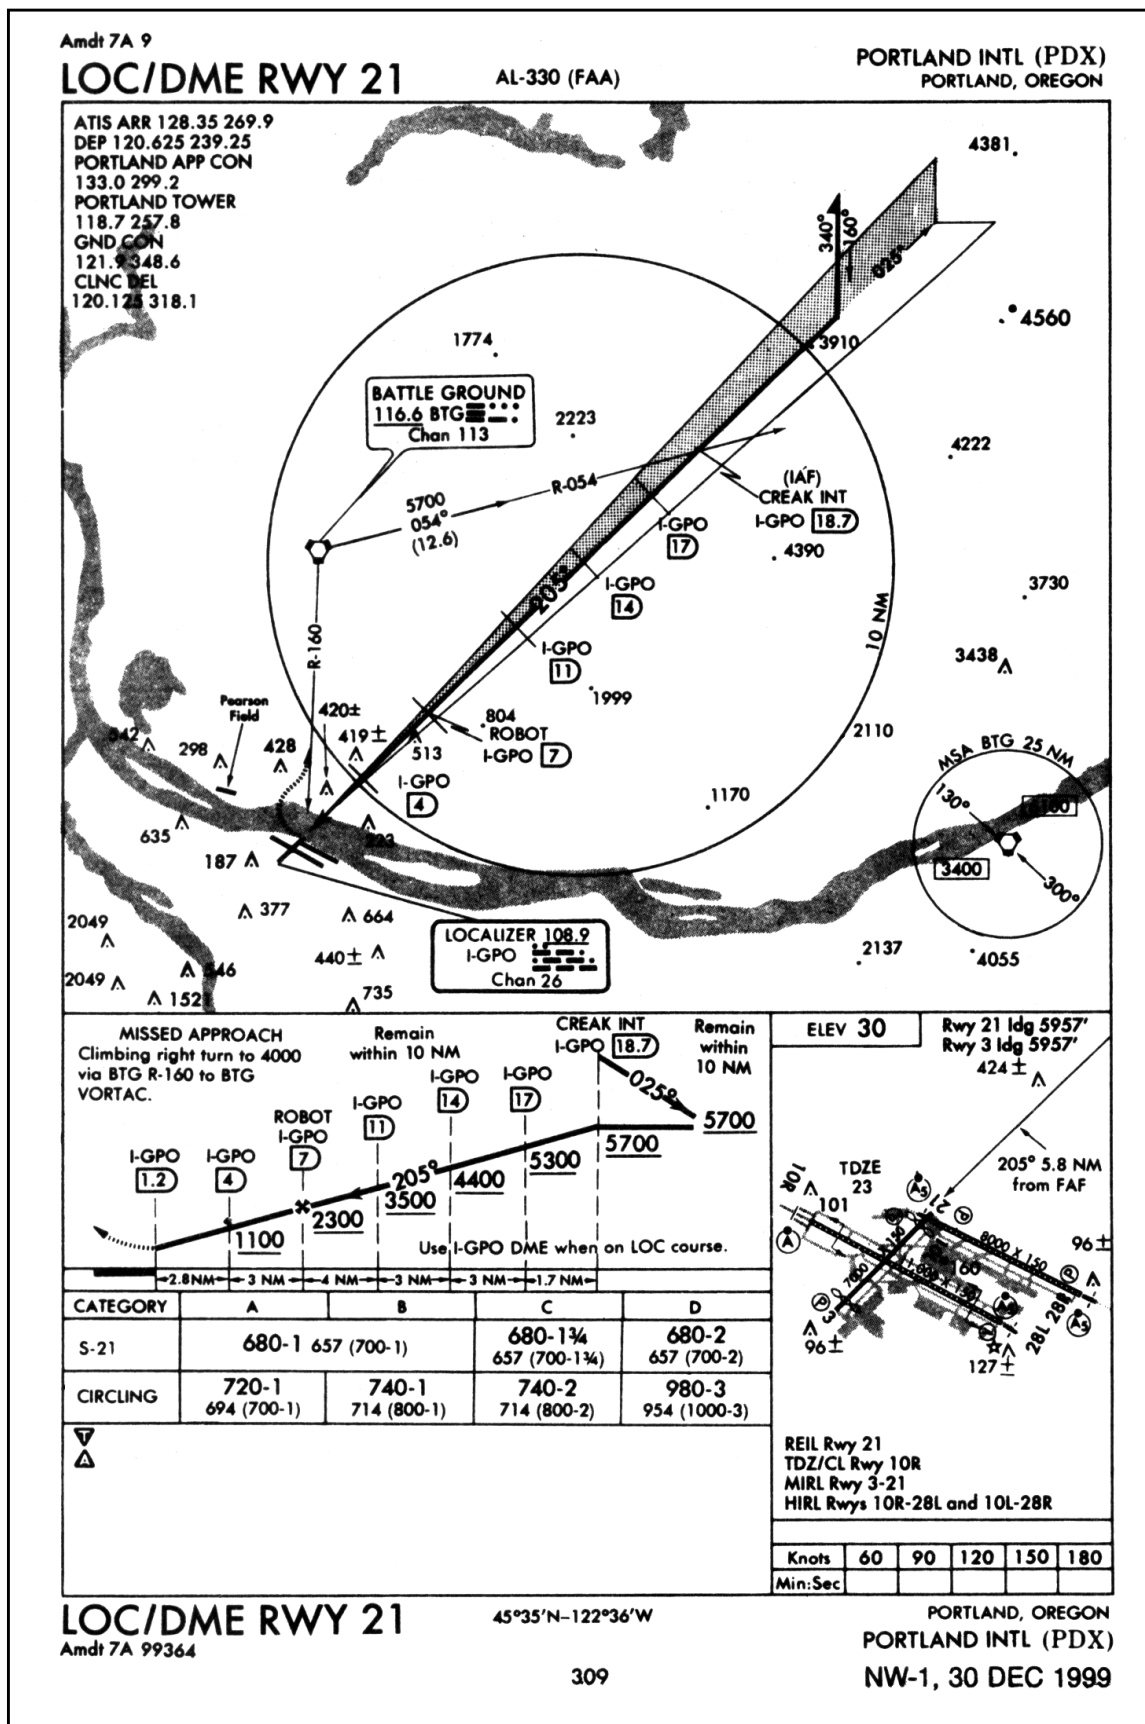 Amdt 7A 9
LOC/DME RWY 21
AL-330 (FAA)
PORTLAND INTL (PDX)
PORTLAND, OREGON
ATIS ARR 128.35 269.9
DEP 120.625 239.25
PORTLAND APP CON
133.0 299.2
PORTLAND TOWER
118.7 257.8
GND CON
121.9 348.6
CLNC DEL
120.125 318.1
4381
340°
160°
025°
4560
3910
1774
BATTLE GROUND
116.6 BTG
Chan 113
2223
4222
5700
054°
(12.6)
R-054
(IAF)
CREAK INT
I-GPO 18.7
I-GPO
17
4390
205°
I-GPO
14
3730
10 NM
R-160
I-GPO
11
3438
1999
Pearson
Field
420±
804
ROBOT
I-GPO 7
542
298
428
419±
513
2110
MSA BTG 25 NM
I-GPO
4
1170
130°
635
223
187
3400
300°
377
664
2049
LOCALIZER 108.9
I-GPO
Chan 26
440±
2137
4055
546
2049
1521
735
MISSED APPROACH
Climbing right turn to 4000
via BTG R-160 to BTG
VORTAC.
Remain
within 10 NM
CREAK INT
I-GPO 18.7
Remain
within
10 NM
025°
I-GPO
14
I-GPO
17
I-GPO
11
ROBOT
I-GPO
7
I-GPO
4
I-GPO
1.2
205°
5700
5700
5300
4400
3500
2300
1100
Use I-GPO DME when on LOC course.
2.8 NM 3 NM 4 NM 3 NM 3 NM 1.7 NM
CATEGORY A B C D
S-21 680-1 657 (700-1) 680-1¾ 657 (700-1¾) 680-2 657 (700-2)
CIRCLING 720-1 694 (700-1) 740-1 714 (800-1) 740-2 714 (800-2) 980-3 954 (1000-3)
T
A
ELEV 30
Rwy 21 ldg 5957'
Rwy 3 ldg 5957'
424±
205° 5.8 NM
from FAF
TDZE
23
10R
101
21
A5
A
P
8000 X 150
96±
160
7000
3
96±
127±
28L
28R
REIL Rwy 21
TDZ/CL Rwy 10R
MIRL Rwy 3-21
HIRL Rwys 10R-28L and 10L-28R
Knots 60 90 120 150 180
Min:Sec
LOC/DME RWY 21
Amdt 7A 99364
45°35'N-122°36'W
PORTLAND, OREGON
PORTLAND INTL (PDX)
309
NW-1, 30 DEC 1999